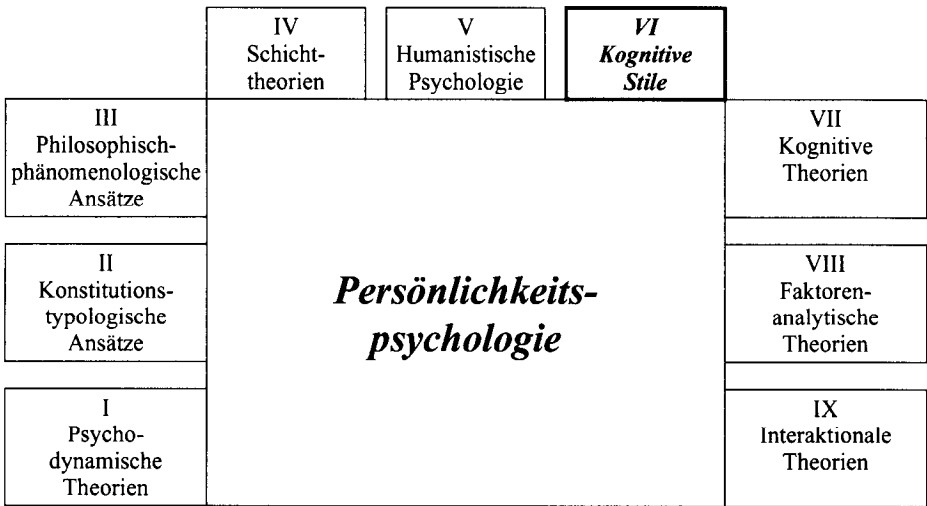 IV
Schicht-
theorien
V
Humanistische
Psychologie
VI
Kognitive
Stile
III
Philosophisch-
phänomenologische
Ansätze
VII
Kognitive
Theorien
II
Konstitutions-
typologische
Ansätze
Persönlichkeits-
psychologie
VIII
Faktoren-
analytische
Theorien
I
Psycho-
dynamische
Theorien
IX
Interaktionale
Theorien